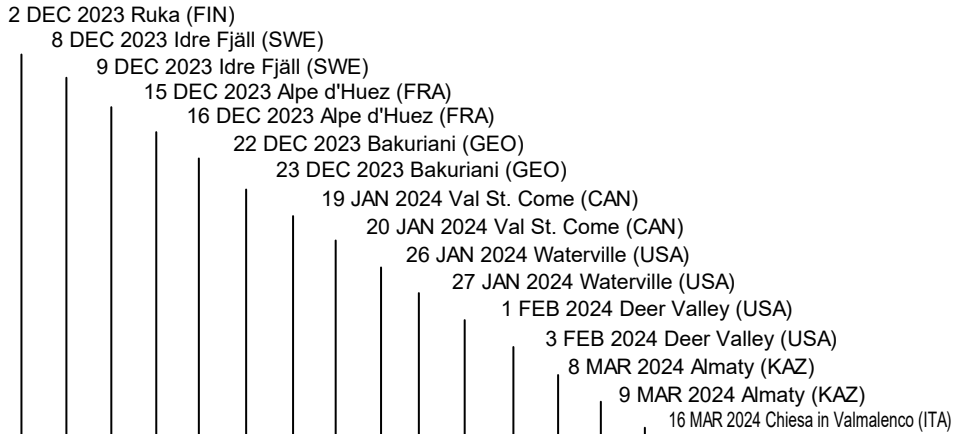 2 DEC 2023 Ruka (FIN)
8 DEC 2023 Idre Fjäll (SWE)
9 DEC 2023 Idre Fjäll (SWE)
15 DEC 2023 Alpe d'Huez (FRA)
16 DEC 2023 Alpe d'Huez (FRA)
22 DEC 2023 Bakuriani (GEO)
23 DEC 2023 Bakuriani (GEO)
19 JAN 2024 Val St. Come (CAN)
20 JAN 2024 Val St. Come (CAN)
26 JAN 2024 Waterville (USA)
27 JAN 2024 Waterville (USA)
1 FEB 2024 Deer Valley (USA)
3 FEB 2024 Deer Valley (USA)
8 MAR 2024 Almaty (KAZ)
9 MAR 2024 Almaty (KAZ)
16 MAR 2024 Chiesa in Valmalenco (ITA)